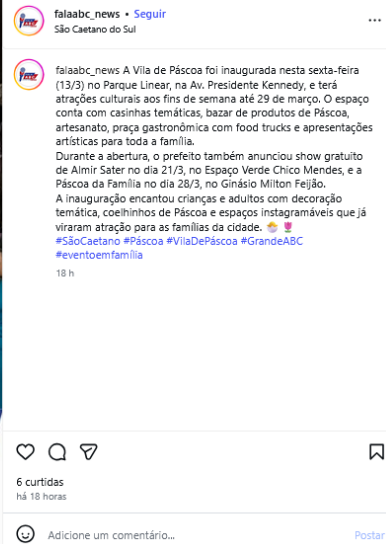 falaabc_news • Seguir
São Caetano do Sul
falaabc_news A Vila de Páscoa foi inaugurada nesta sexta-feira
(13/3) no Parque Linear, na Av. Presidente Kennedy, e terá
atrações culturais aos fins de semana até 29 de março. O espaço
conta com casinhas temáticas, bazar de produtos de Páscoa,
artesanato, praça gastronômica com food trucks e apresentações
artísticas para toda a família.
Durante a abertura, o prefeito também anunciou show gratuito
de Almir Sater no dia 21/3, no Espaço Verde Chico Mendes, e a
Páscoa da Família no dia 28/3, no Ginásio Milton Feijão.
A inauguração encantou crianças e adultos com decoração
temática, coelhinhos de Páscoa e espaços instagramáveis que já
viraram atração para as famílias da cidade. 🐣 🌷
#SãoCaetano #Páscoa #VilaDePáscoa #GrandeABC
#eventoemfamília
18 h
6 curtidas
há 18 horas
Adicione um comentário...
Postar